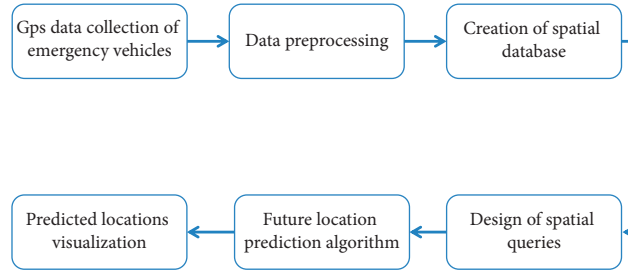 Gps data collection of
emergency vehicles
Data preprocessing
Creation of spatial
database
Design of spatial
queries
Future location
prediction algorithm
Predicted locations
visualization